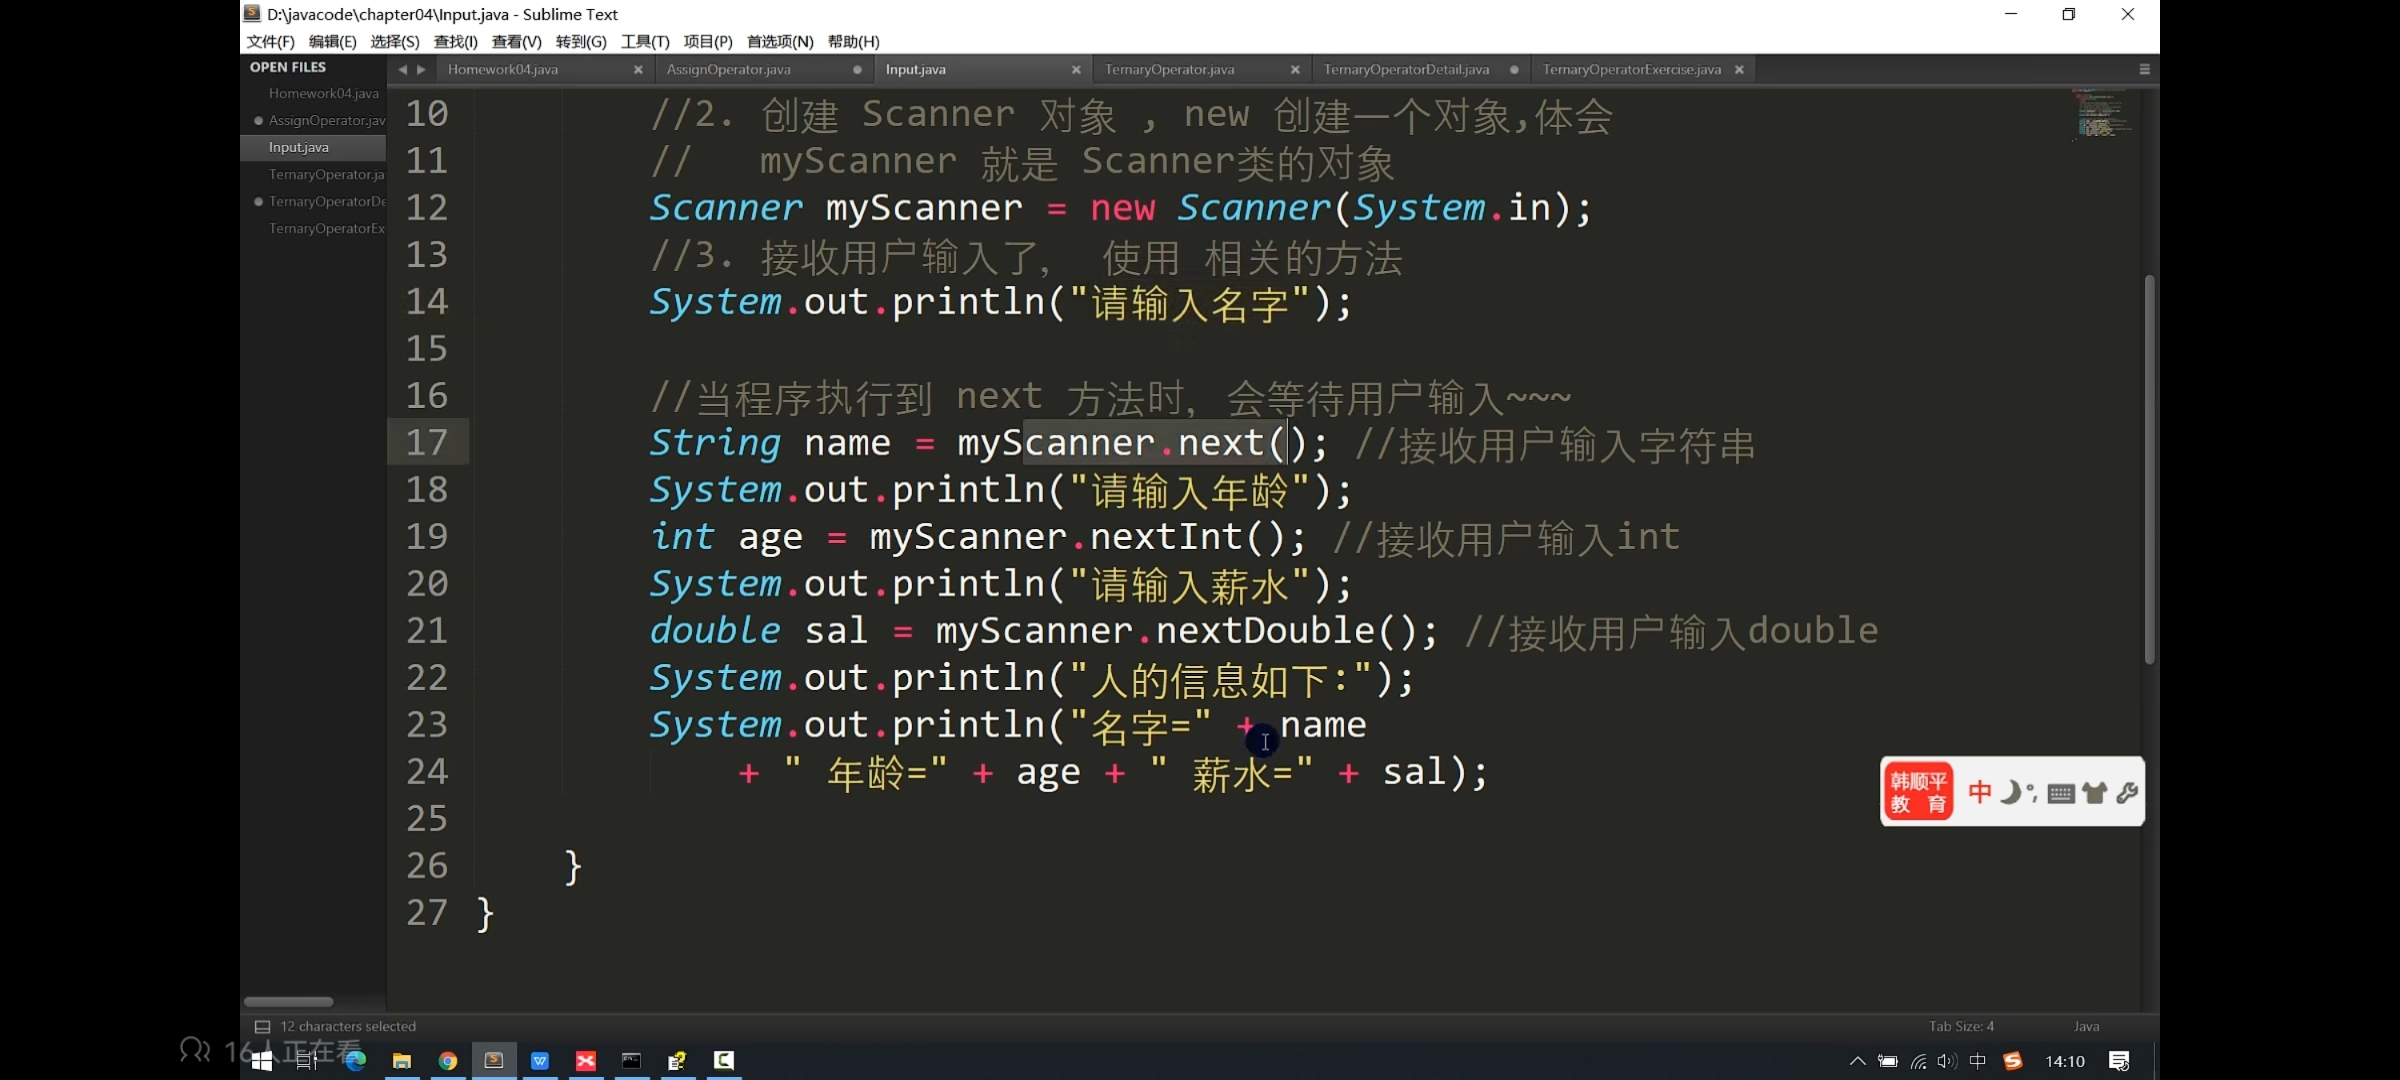 D:\javacode\chapter04\Input.java - Sublime Text
文件(F) 编辑(E) 选择(S) 查找(I) 查看(V) 转到(G) 工具(T) 项目(P) 首选项(N) 帮助(H)
OPEN FILES
Homework04.java
AssignOperator.jav
Input.java
TernaryOperator.ja
TernaryOperatorDe
TernaryOperatorEx
Homework04.java AssignOperator.java Input.java TernaryOperator.java TernaryOperatorDetail.java TernaryOperatorExercise.java
10 //2. 创建 Scanner 对象 , new 创建一个对象,体会
11 //   myScanner 就是 Scanner类的对象
12 Scanner myScanner = new Scanner(System.in);
13 //3. 接收用户输入了， 使用 相关的方法
14 System.out.println("请输入名字");
15
16 //当程序执行到 next 方法时，会等待用户输入~~~
17 String name = myScanner.next(); //接收用户输入字符串
18 System.out.println("请输入年龄");
19 int age = myScanner.nextInt(); //接收用户输入int
20 System.out.println("请输入薪水");
21 double sal = myScanner.nextDouble(); //接收用户输入double
22 System.out.println("人的信息如下:");
23 System.out.println("名字=" + name
24 + " 年龄=" + age + " 薪水=" + sal);
25
26 }
27 }
韩顺平
教 育
中
12 characters selected
Tab Size: 4 Java
16人正在看
中 14:10